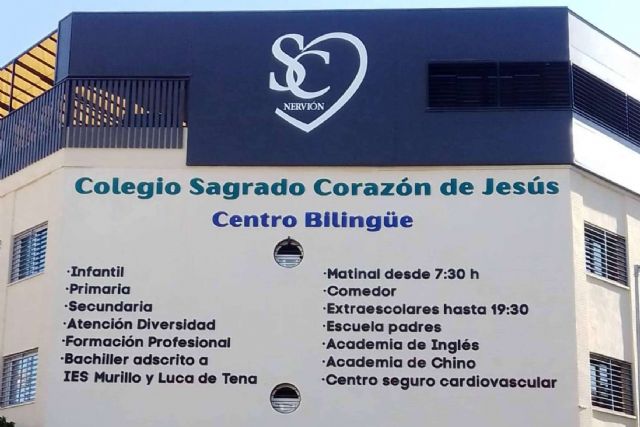 SC
NERVIÓN
Colegio Sagrado Corazón de Jesús
Centro Bilingüe
·Infantil
·Primaria
·Secundaria
·Atención Diversidad
·Formación Profesional
·Bachiller adscrito a
IES Murillo y Luca de Tena
·Matinal desde 7:30 h
·Comedor
·Extraescolares hasta 19:30
·Escuela padres
·Academia de Inglés
·Academia de Chino
·Centro seguro cardiovascular